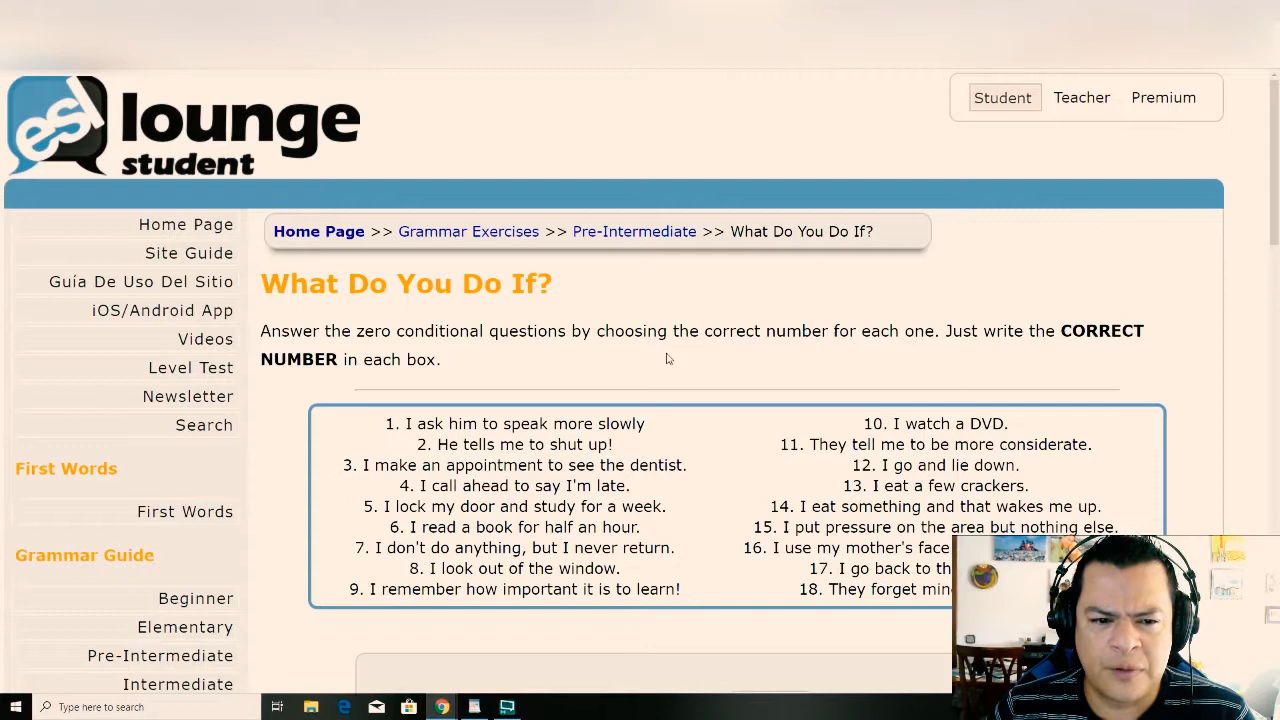 esl lounge student
Student Teacher Premium
Home Page
Site Guide
Guía De Uso Del Sitio
iOS/Android App
Videos
Level Test
Newsletter
Search
First Words
First Words
Grammar Guide
Beginner
Elementary
Pre-Intermediate
Intermediate
Home Page >> Grammar Exercises >> Pre-Intermediate >> What Do You Do If?
What Do You Do If?
Answer the zero conditional questions by choosing the correct number for each one. Just write the CORRECT
NUMBER in each box.
1. I ask him to speak more slowly
2. He tells me to shut up!
3. I make an appointment to see the dentist.
4. I call ahead to say I'm late.
5. I lock my door and study for a week.
6. I read a book for half an hour.
7. I don't do anything, but I never return.
8. I look out of the window.
9. I remember how important it is to learn!
10. I watch a DVD.
11. They tell me to be more considerate.
12. I go and lie down.
13. I eat a few crackers.
14. I eat something and that wakes me up.
15. I put pressure on the area but nothing else.
16. I use my mother's face
17. I go back to th
18. They forget min
Type here to search